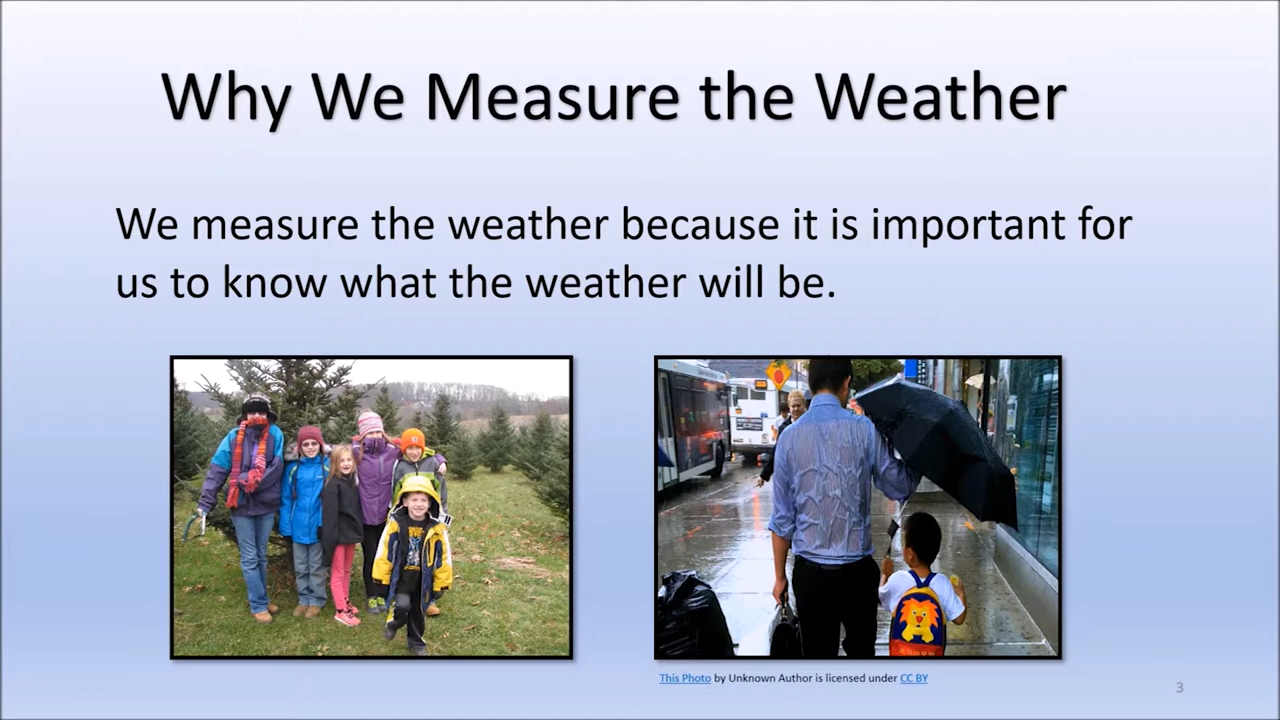 Why We Measure the Weather
We measure the weather because it is important for
us to know what the weather will be.
This Photo by Unknown Author is licensed under CC BY
3